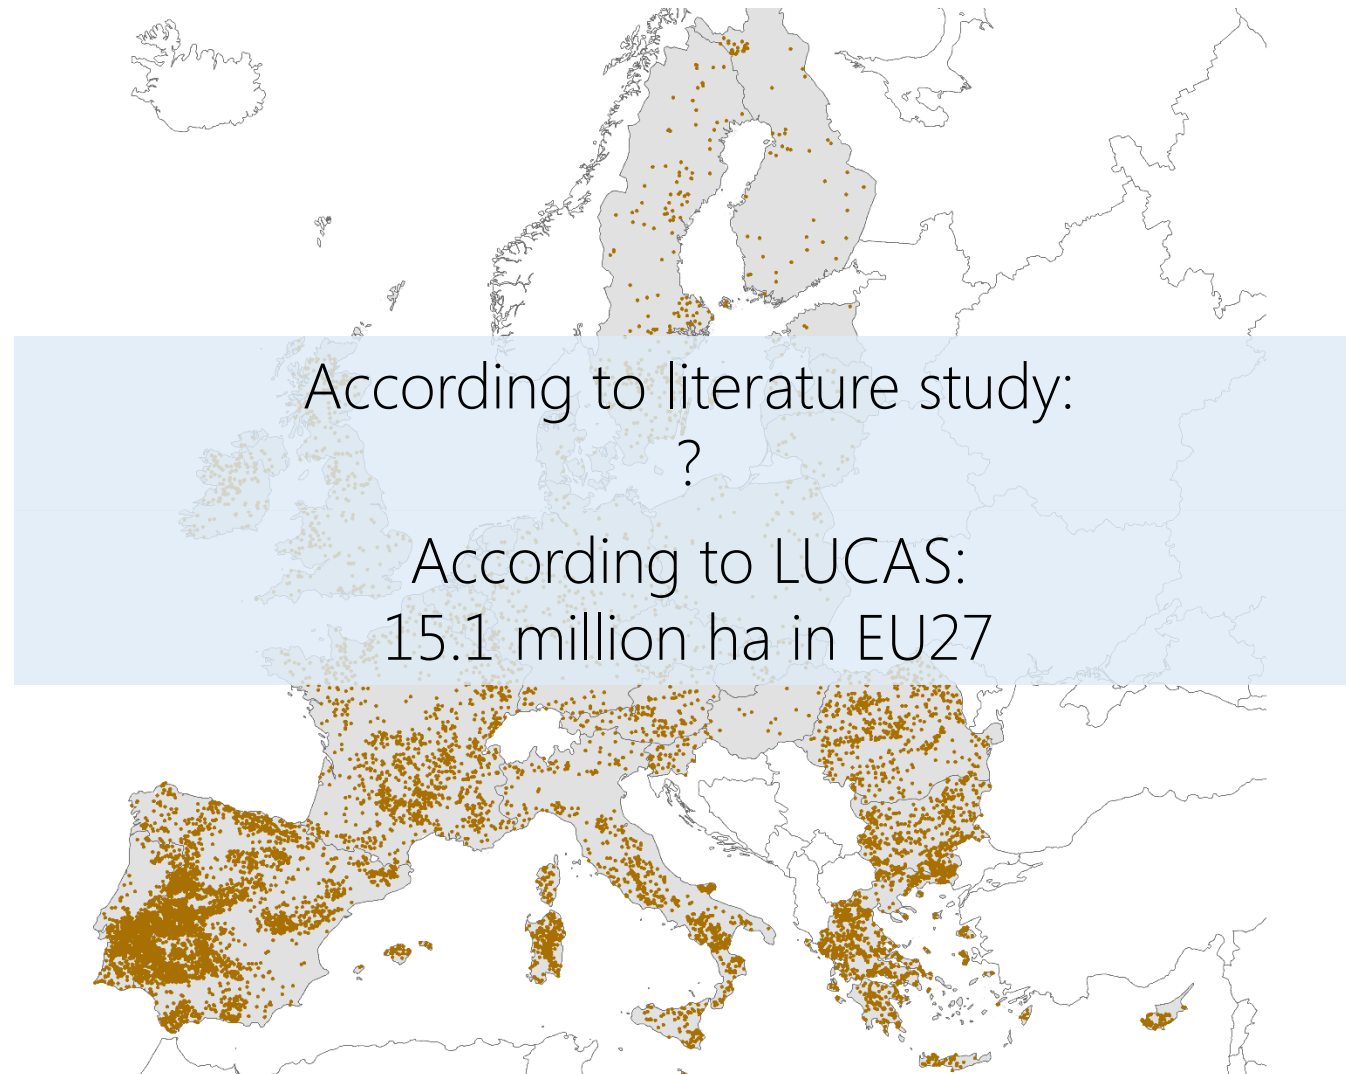 According to literature study:
?
According to LUCAS:
15.1 million ha in EU27